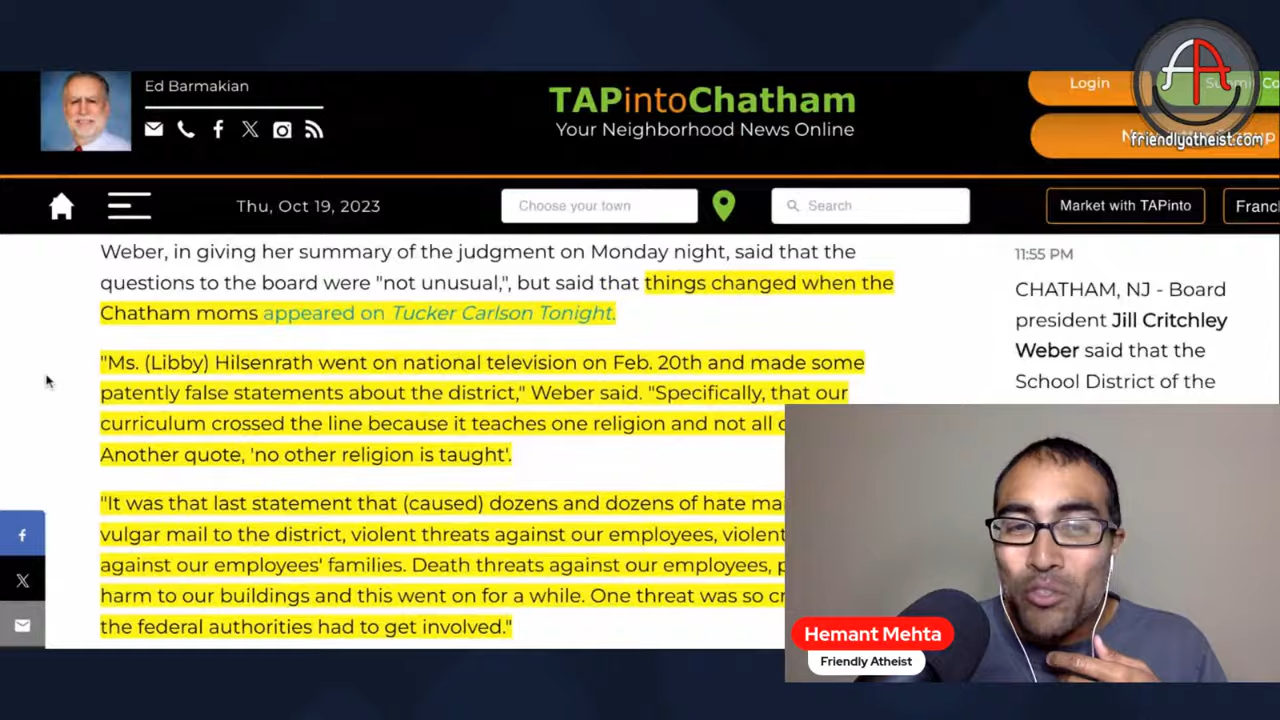 Ed Barmakian
TAPintoChatham
Your Neighborhood News Online
Login
friendlyatheist.com
Thu, Oct 19, 2023
Choose your town
Search
Market with TAPinto
Weber, in giving her summary of the judgment on Monday night, said that the
questions to the board were "not unusual,", but said that things changed when the
Chatham moms appeared on Tucker Carlson Tonight.
"Ms. (Libby) Hilsenrath went on national television on Feb. 20th and made some
patently false statements about the district," Weber said. "Specifically, that our
curriculum crossed the line because it teaches one religion and not all
Another quote, 'no other religion is taught'.
"It was that last statement that (caused) dozens and dozens of hate
vulgar mail to the district, violent threats against our employees, violent
against our employees' families. Death threats against our employees,
harm to our buildings and this went on for a while. One threat was so
the federal authorities had to get involved."
11:55 PM
CHATHAM, NJ - Board
president Jill Critchley
Weber said that the
School District of the
Hemant Mehta
Friendly Atheist